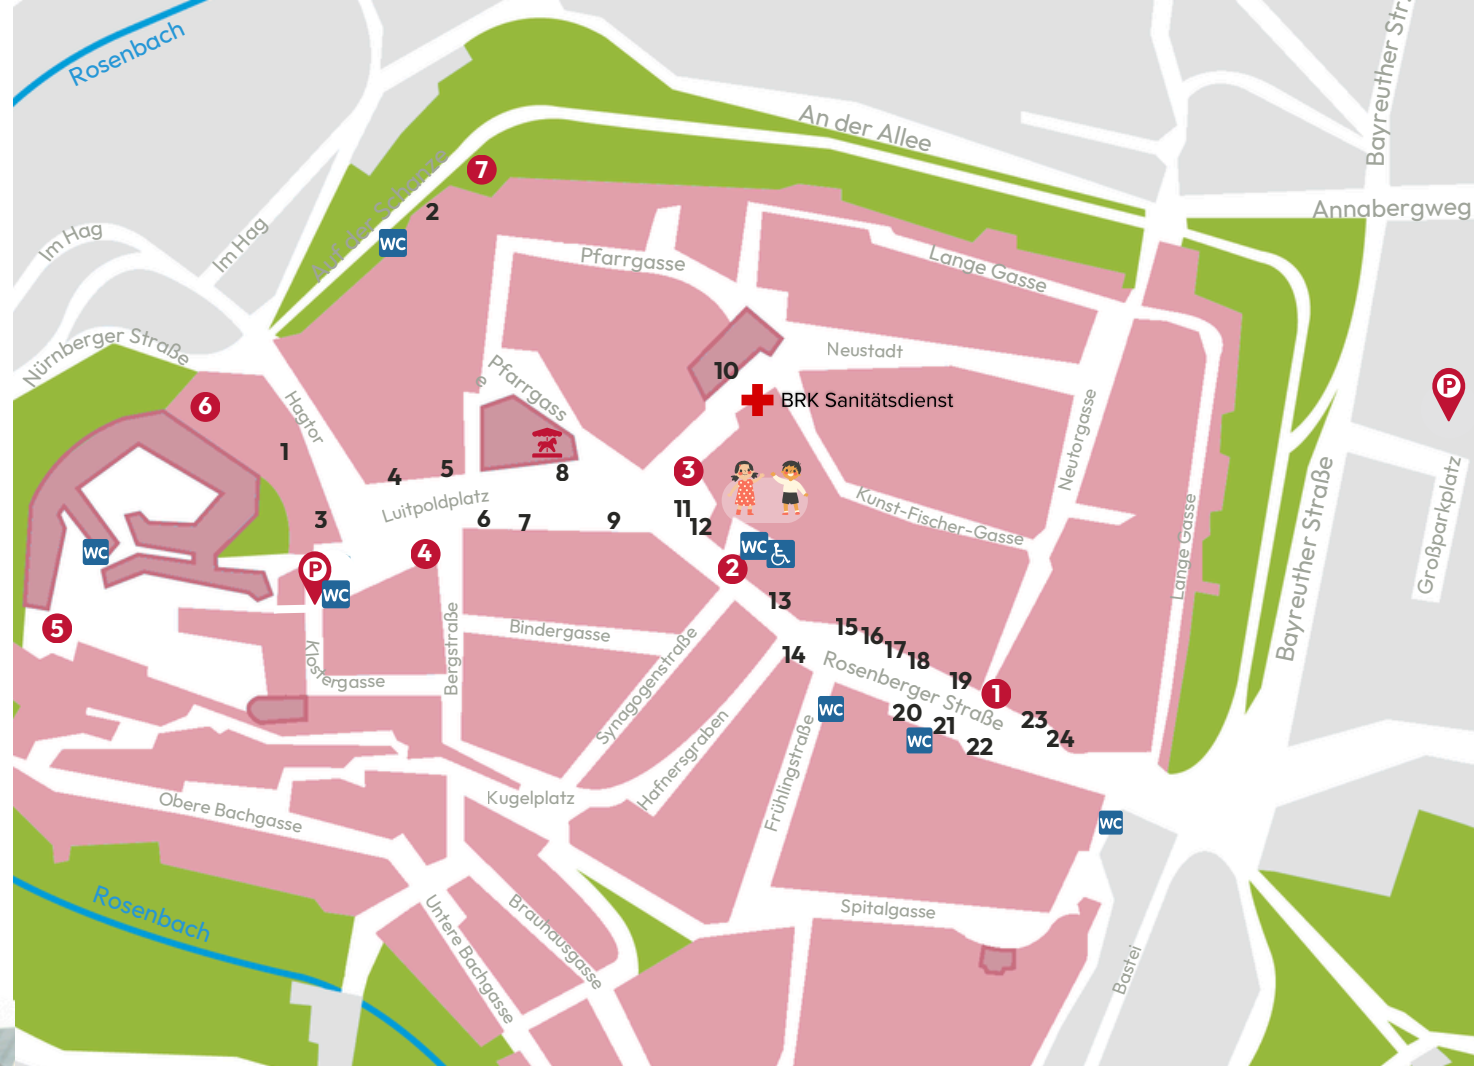 Rosenbach
Bayreuther Str.
An der Allee
7
Auf der Schanze
2
Annabergweg
Im Hag
Im Hag
WC
Pfarrgasse
Lange Gasse
Nürnberger Straße
Neustadt
Pfarrgass
e
10
BRK Sanitätsdienst
P
6
Hagtor
Neutorgasse
1
4
5
8
3
Luitpoldplatz
Kunst-Fischer-Gasse
Großparkplatz
Bayreuther Straße
Lange Gasse
3
6
7
9
11
12
WC
4
WC
P
2
WC
13
5
Bergstraße
Bindergasse
15
16
17
18
14
Klostergasse
Synagogenstraße
Rosenberger Straße
19
1
WC
20
21
22
23
24
WC
Hafnersgraben
Frühlingstraße
Kugelplatz
Obere Bachgasse
WC
Rosenbach
Untere Bachgasse
Brauhausgasse
Spitalgasse
Bastei